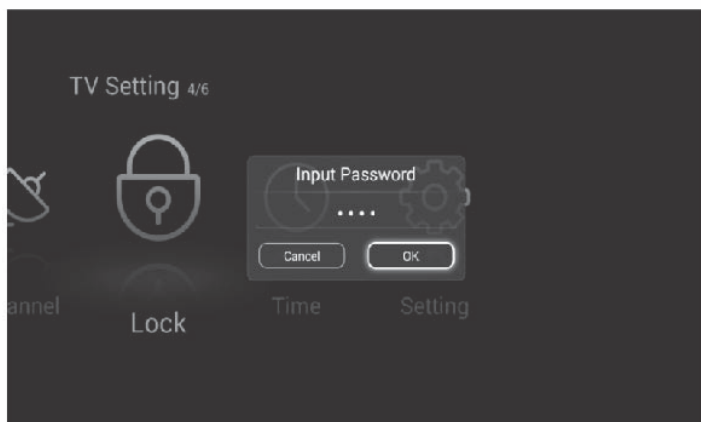 TV Setting 4/6
Input Password
••••
Cancel
OK
annel
Lock
Time
Setting